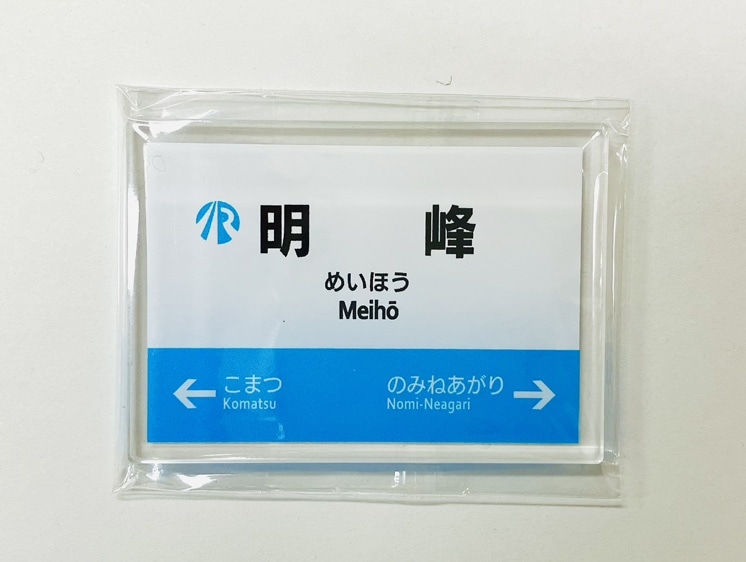 IR 明 峰
めいほう
Meihō
← こまつ のみねあがり →
Komatsu Nomi-Neagari